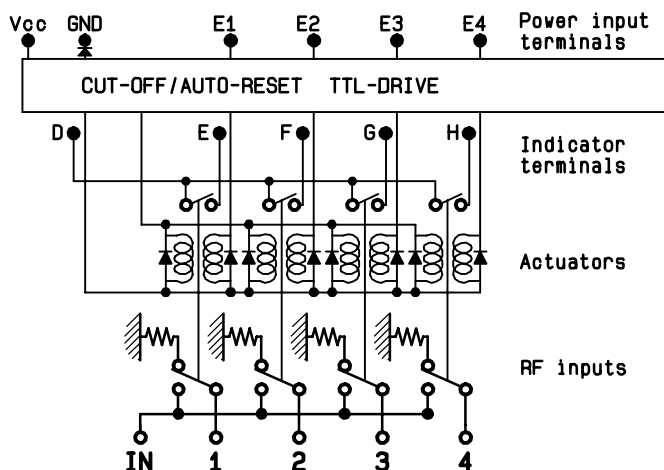 Vcc GND E1 E2 E3 E4 Power input
terminals
CUT-OFF/AUTO-RESET TTL-DRIVE
D E F G H Indicator
terminals
Actuators
RF inputs
IN 1 2 3 4